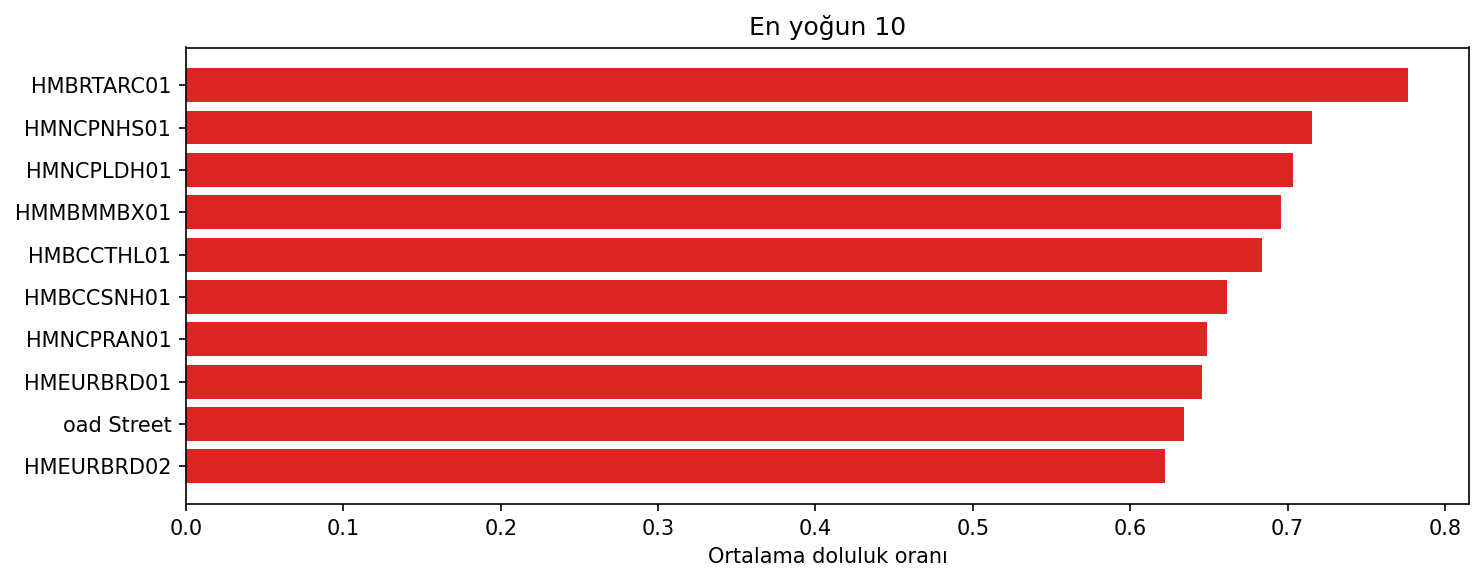 En yoğun 10
HMBRTARC01
HMNCPNHS01
HMNCPLDH01
HMMBMMBX01
HMBCCTHL01
HMBCCSNH01
HMNCPRAN01
HMEURBRD01
oad Street
HMEURBRD02
0.0 0.1 0.2 0.3 0.4 0.5 0.6 0.7 0.8
Ortalama doluluk oranı